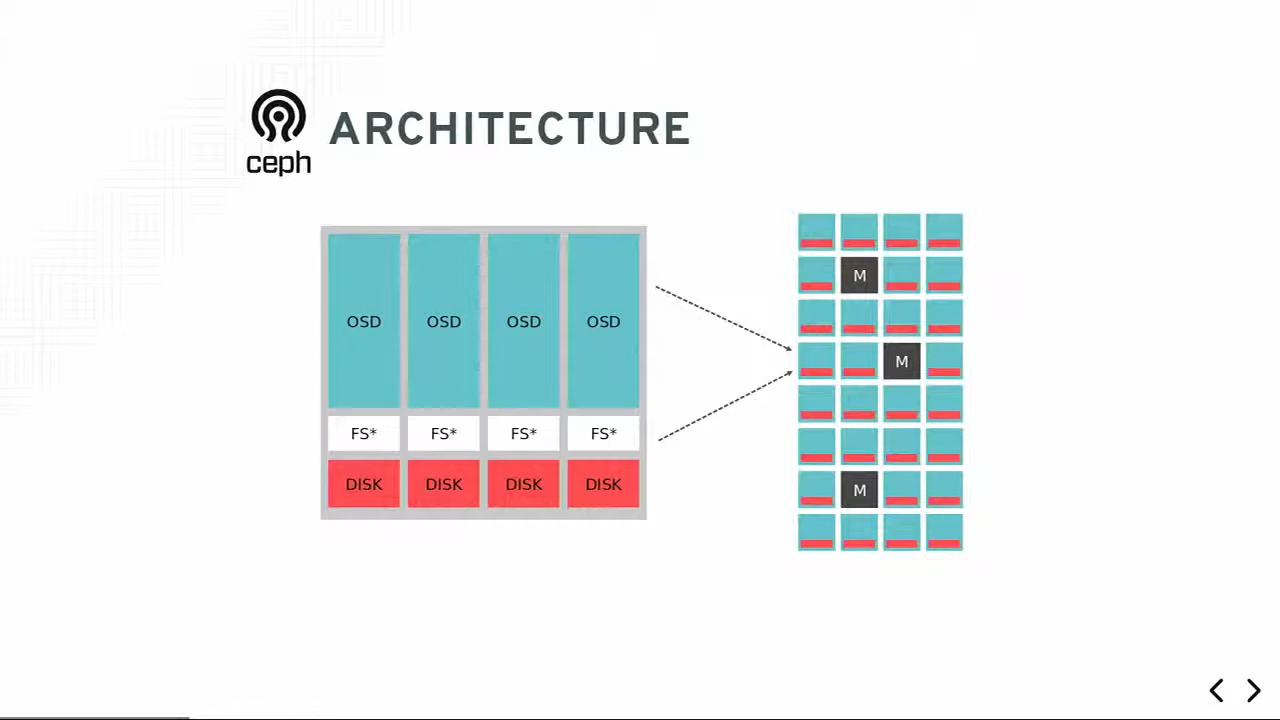 ceph
ARCHITECTURE
OSD OSD OSD OSD
FS* FS* FS* FS*
DISK DISK DISK DISK
M
M
M